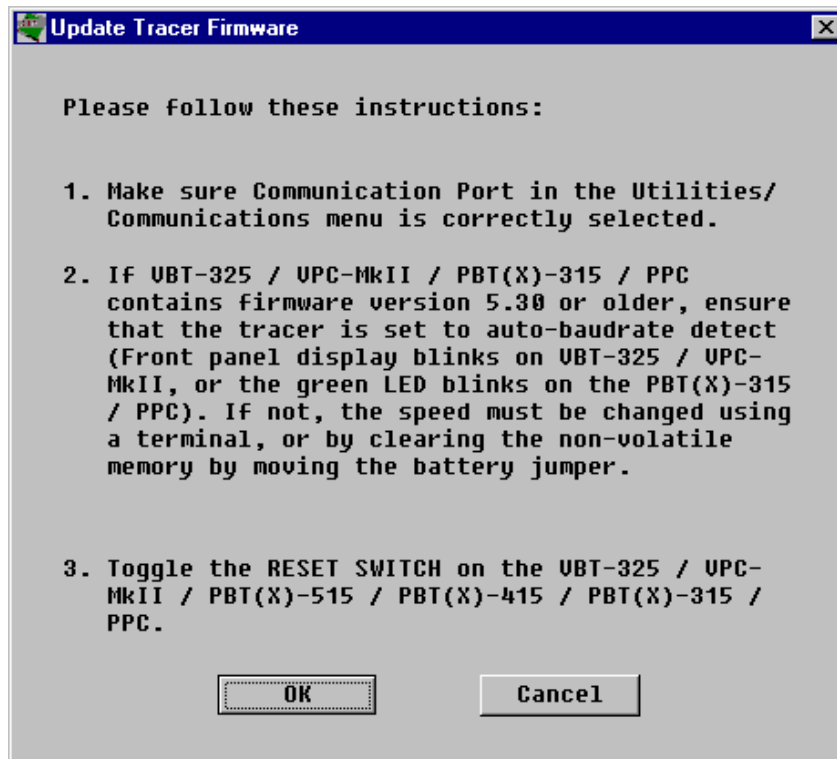 Update Tracer Firmware
Please follow these instructions:
1. Make sure Communication Port in the Utilities/
Communications menu is correctly selected.
2. If VBT-325 / VPC-MkII / PBT(X)-315 / PPC
contains firmware version 5.30 or older, ensure
that the tracer is set to auto-baudrate detect
(Front panel display blinks on VBT-325 / VPC-
MkII, or the green LED blinks on the PBT(X)-315
/ PPC). If not, the speed must be changed using
a terminal, or by clearing the non-volatile
memory by moving the battery jumper.
3. Toggle the RESET SWITCH on the VBT-325 / VPC-
MkII / PBT(X)-515 / PBT(X)-415 / PBT(X)-315 /
PPC.
OK Cancel